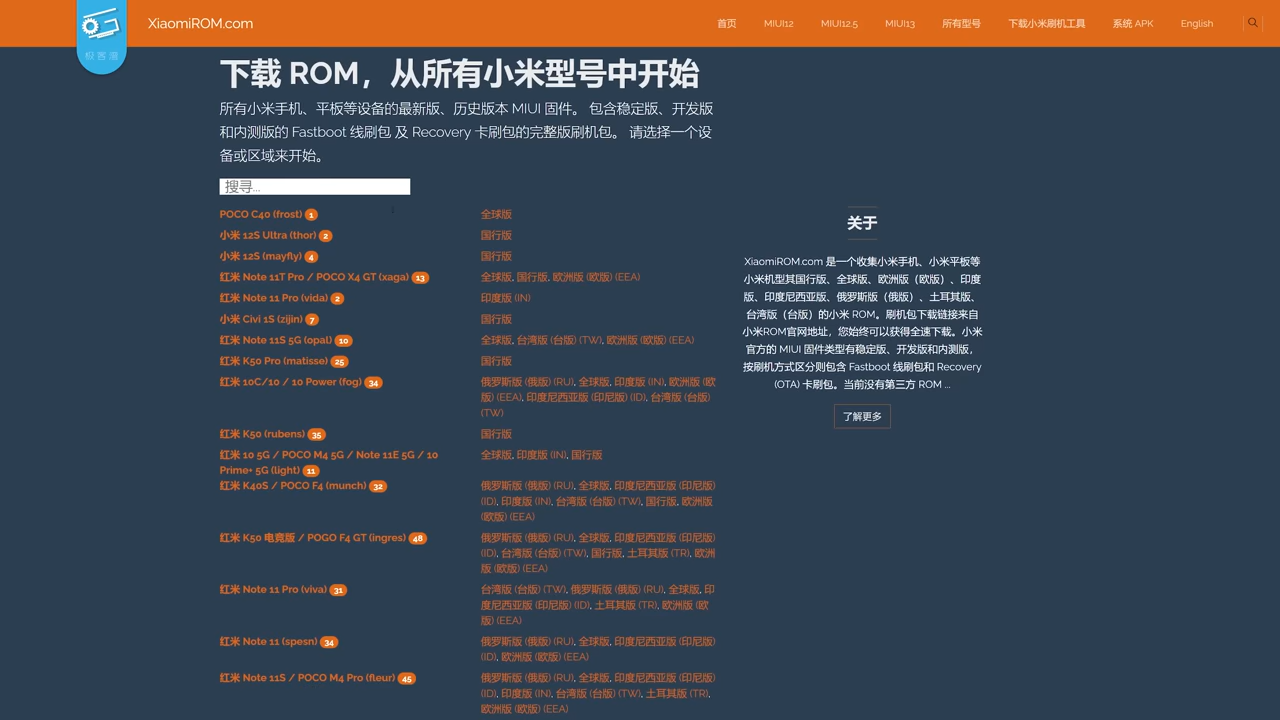 极客湾
XiaomiROM.com
首页
MIUI12
MIUI12.5
MIUI13
所有型号
下载小米刷机工具
系统 APK
English
下载 ROM，从所有小米型号中开始
所有小米手机、平板等设备的最新版、历史版本 MIUI 固件。 包含稳定版、开发版
和内测版的 Fastboot 线刷包 及 Recovery 卡刷包的完整版刷机包。 请选择一个设
备或区域来开始。
搜寻...
POCO C40 (frost) 1
全球版
小米 12S Ultra (thor) 2
国行版
小米 12S (mayfly) 4
国行版
红米 Note 11T Pro / POCO X4 GT (xaga) 13
全球版, 国行版, 欧洲版 (欧版) (EEA)
红米 Note 11 Pro (vida) 2
印度版 (IN)
小米 Civi 1S (zijin) 7
国行版
红米 Note 11S 5G (opal) 10
全球版, 台湾版 (台版) (TW), 欧洲版 (欧版) (EEA)
红米 K50 Pro (matisse) 25
国行版
红米 10C/10 / 10 Power (fog) 34
俄罗斯版 (俄版) (RU), 全球版, 印度版 (IN), 欧洲版 (欧
版) (EEA), 印度尼西亚版 (印尼版) (ID), 台湾版 (台版)
(TW)
红米 K50 (rubens) 35
国行版
红米 10 5G / POCO M4 5G / Note 11E 5G / 10
Prime+ 5G (light) 11
全球版, 印度版 (IN), 国行版
红米 K40S / POCO F4 (munch) 32
俄罗斯版 (俄版) (RU), 全球版, 印度尼西亚版 (印尼版)
(ID), 印度版 (IN), 台湾版 (台版) (TW), 国行版, 欧洲版
(欧版) (EEA)
红米 K50 电竞版 / POGO F4 GT (ingres) 48
俄罗斯版 (俄版) (RU), 全球版, 印度尼西亚版 (印尼版)
(ID), 台湾版 (台版) (TW), 国行版, 土耳其版 (TR), 欧洲
版 (欧版) (EEA)
红米 Note 11 Pro (viva) 31
台湾版 (台版) (TW), 俄罗斯版 (俄版) (RU), 全球版, 印
度尼西亚版 (印尼版) (ID), 土耳其版 (TR), 欧洲版 (欧
版) (EEA)
红米 Note 11 (spesn) 34
俄罗斯版 (俄版) (RU), 全球版, 印度尼西亚版 (印尼版)
(ID), 欧洲版 (欧版) (EEA)
红米 Note 11S / POCO M4 Pro (fleur) 45
俄罗斯版 (俄版) (RU), 全球版, 印度尼西亚版 (印尼版)
(ID), 印度版 (IN), 台湾版 (台版) (TW), 土耳其版 (TR),
欧洲版 (欧版) (EEA)
关于
XiaomiROM.com 是一个收集小米手机、小米平板等
小米机型其国行版、全球版、欧洲版（欧版）、印度
版、印度尼西亚版、俄罗斯版（俄版）、土耳其版、
台湾版（台版）的小米 ROM。刷机包下载链接来自
小米ROM官网地址，您始终可以获得全速下载。小米
官方的 MIUI 固件类型有稳定版、开发版和内测版，
按刷机方式区分则包含 Fastboot 线刷包和 Recovery
(OTA) 卡刷包。当前没有第三方 ROM ...
了解更多